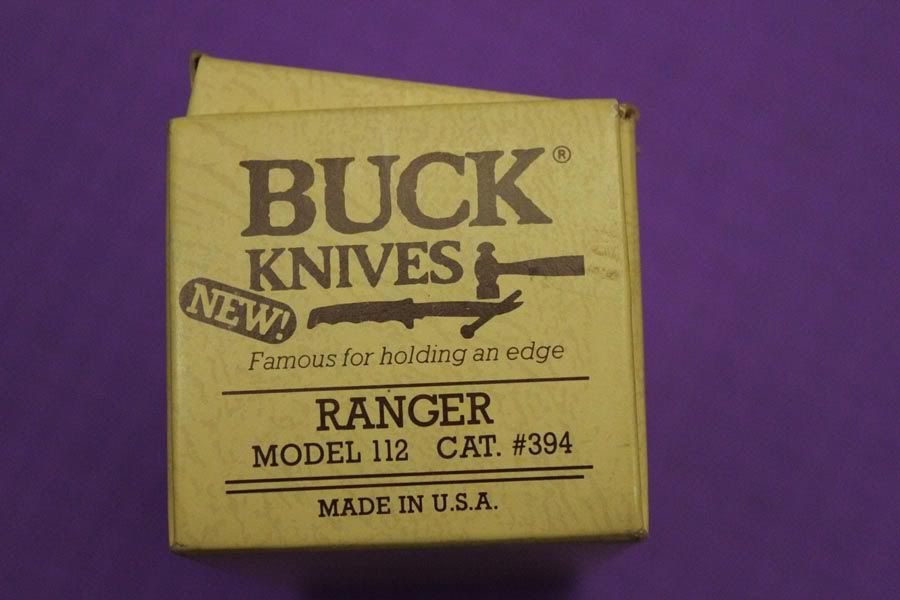 BUCK®
KNIVES
NEW!
Famous for holding an edge
RANGER
MODEL 112 CAT. #394
MADE IN U.S.A.